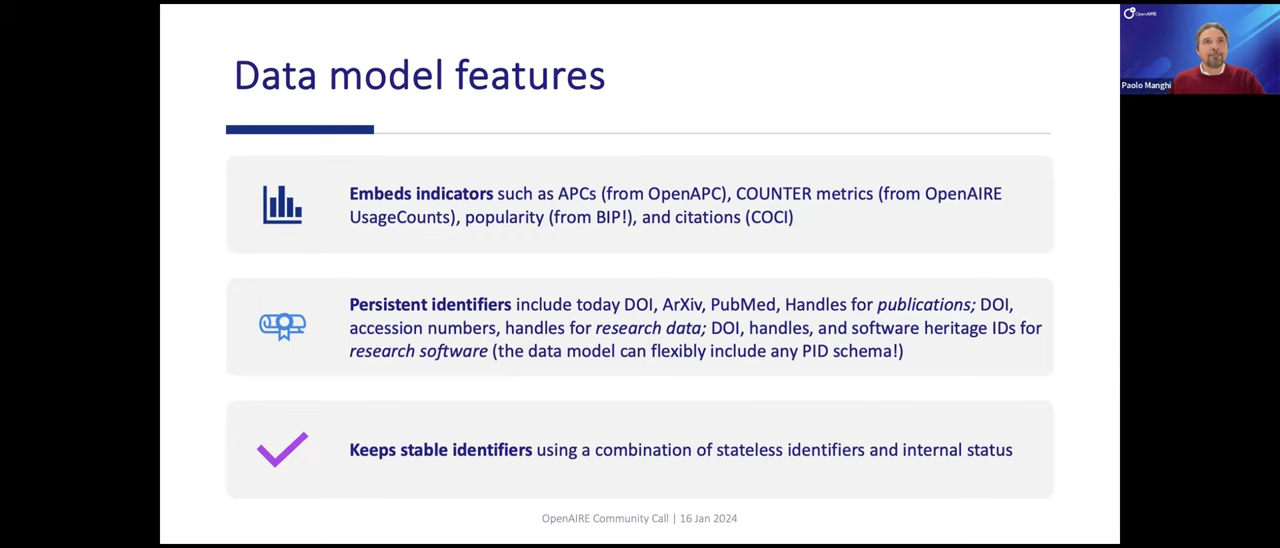 Data model features
Embeds indicators such as APCs (from OpenAPC), COUNTER metrics (from OpenAIRE
UsageCounts), popularity (from BIP!), and citations (COCI)
Persistent identifiers include today DOI, ArXiv, PubMed, Handles for publications; DOI,
accession numbers, handles for research data; DOI, handles, and software heritage IDs for
research software (the data model can flexibly include any PID schema!)
Keeps stable identifiers using a combination of stateless identifiers and internal status
OpenAIRE Community Call | 16 Jan 2024
OpenAIRE
Paolo Manghi